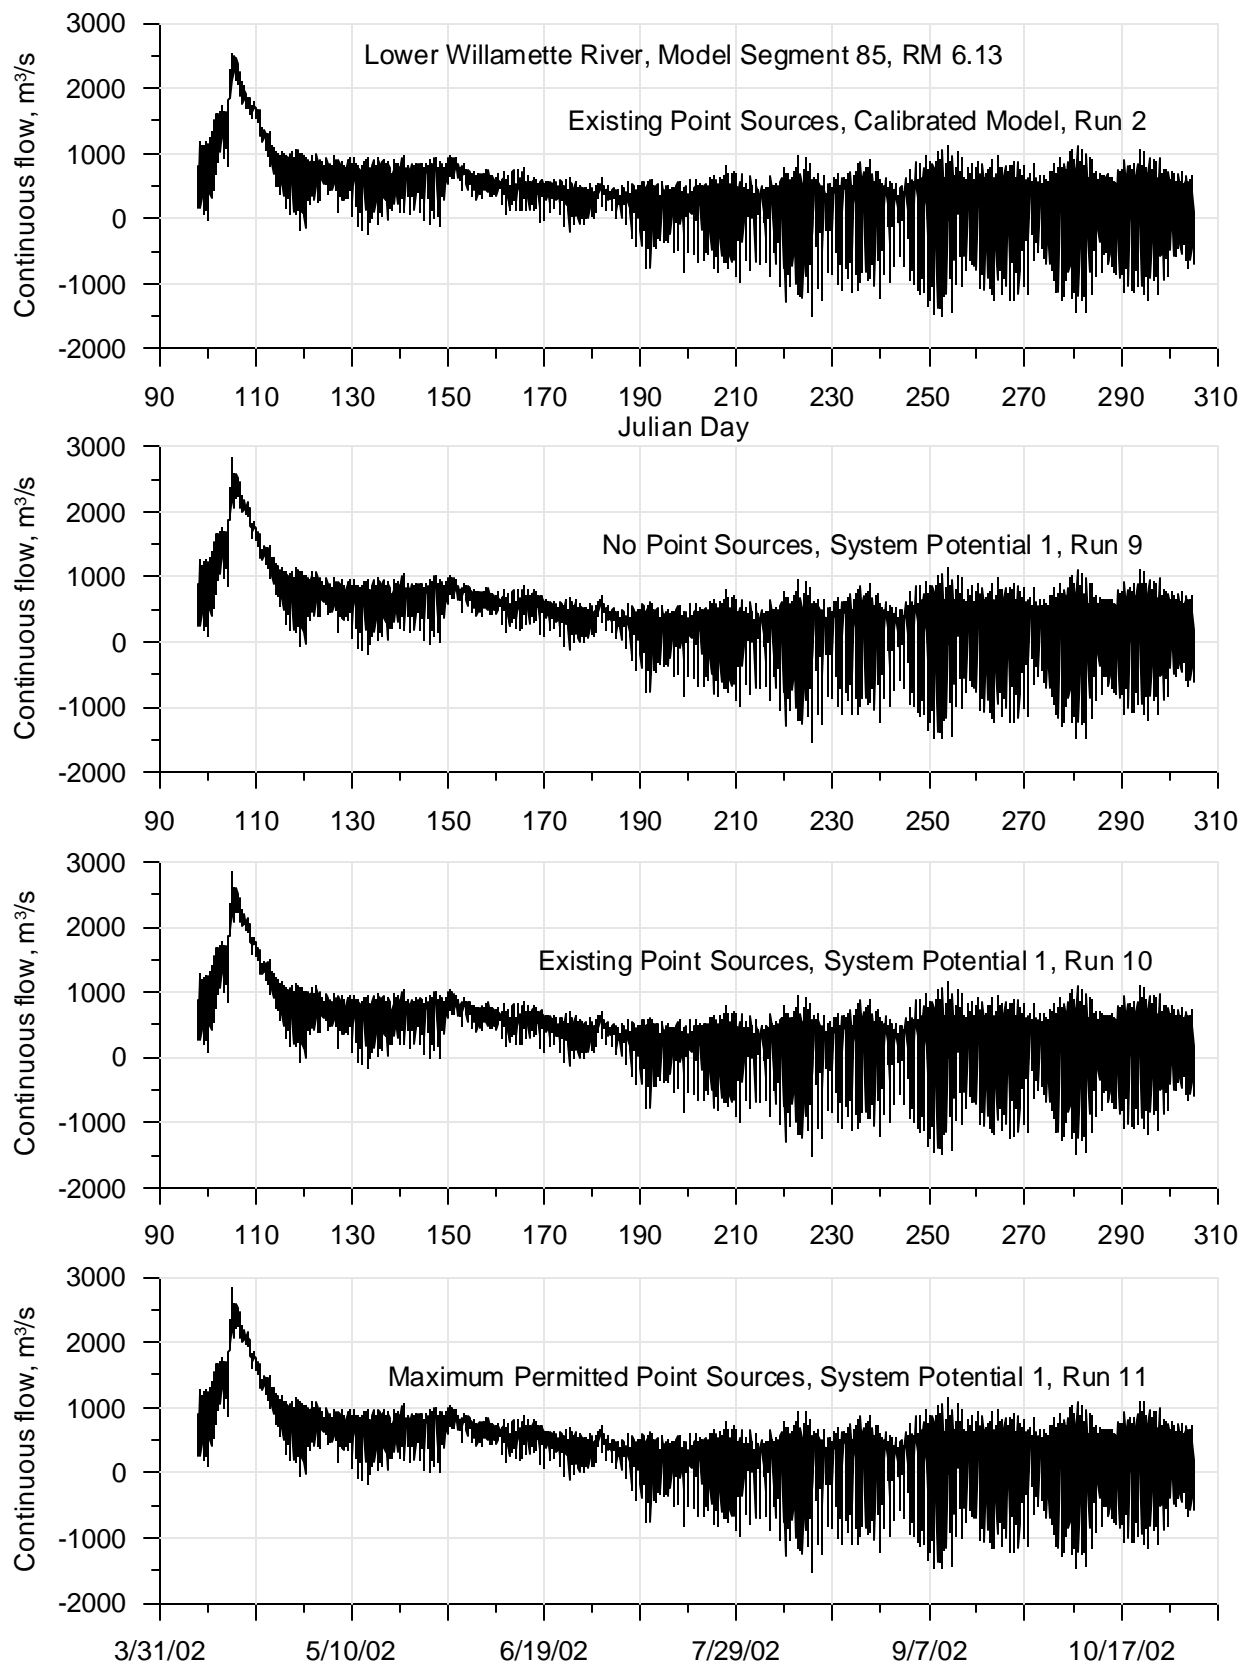 3000
Lower Willamette River, Model Segment 85, RM 6.13
2000
Existing Point Sources, Calibrated Model, Run 2
1000
0
-1000
-2000
Continuous flow, m³/s
90 110 130 150 170 190 210 230 250 270 290 310
Julian Day
3000
2000
No Point Sources, System Potential 1, Run 9
1000
0
-1000
-2000
Continuous flow, m³/s
90 110 130 150 170 190 210 230 250 270 290 310
3000
2000
Existing Point Sources, System Potential 1, Run 10
1000
0
-1000
-2000
Continuous flow, m³/s
90 110 130 150 170 190 210 230 250 270 290 310
3000
2000
Maximum Permitted Point Sources, System Potential 1, Run 11
1000
0
-1000
-2000
Continuous flow, m³/s
3/31/02 5/10/02 6/19/02 7/29/02 9/7/02 10/17/02